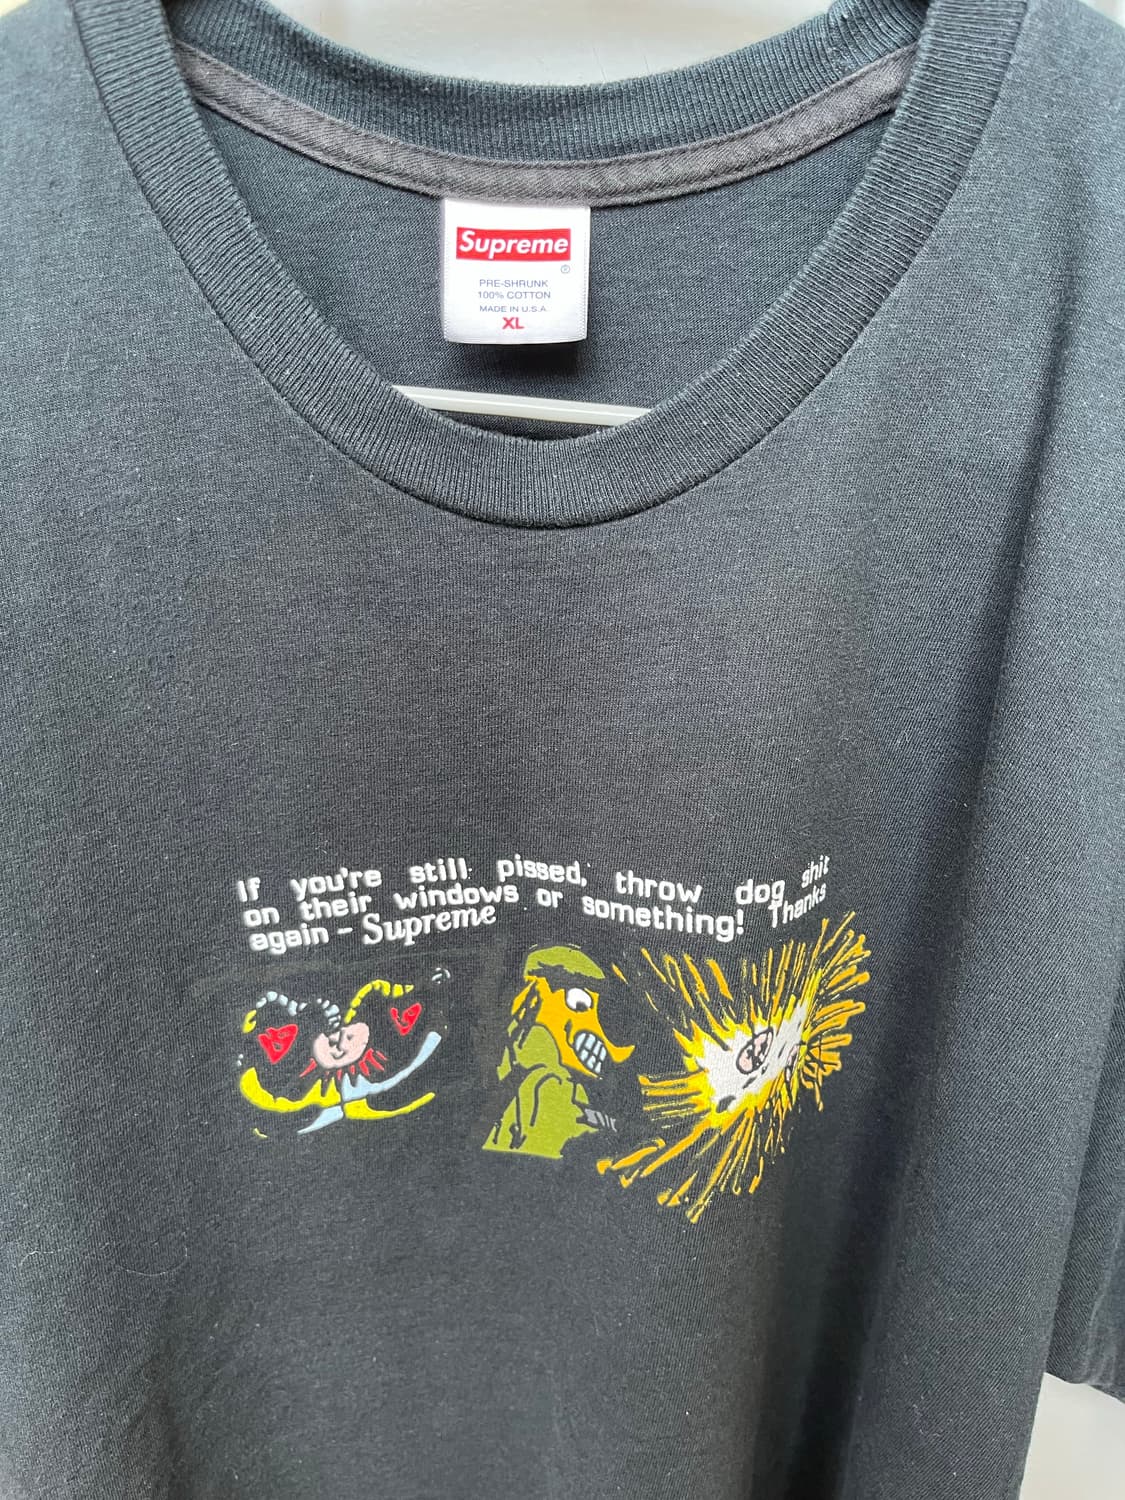 Supreme
®
PRE-SHRUNK
100% COTTON
MADE IN U.S.A.
XL
If you're still pissed, throw dog shit
on their windows or something! Thanks
again - Supreme